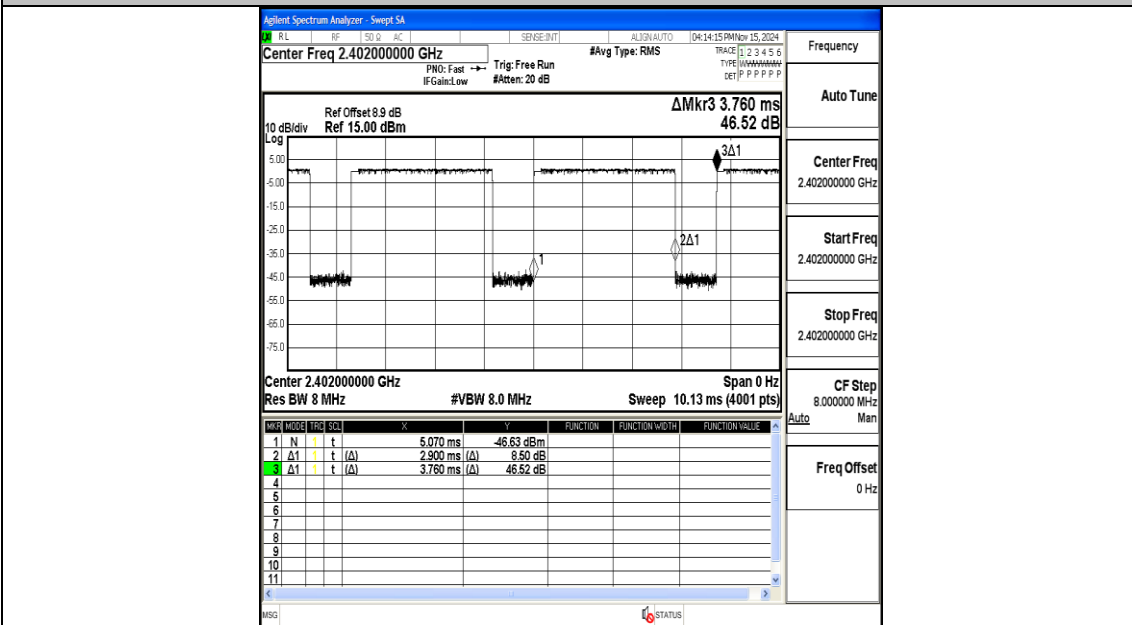 Agilent Spectrum Analyzer - Swept SA
RL RF 50 Ω AC SENSE:INT ALIGN AUTO 04:14:15 PM Nov 15, 2024
Center Freq 2.402000000 GHz #Avg Type: RMS TRACE 1 2 3 4 5 6
PNO: Fast Trig: Free Run TYPE
IFGain:Low #Atten: 20 dB DET P P P P P P
Frequency
Auto Tune
Ref Offset 8.9 dB ΔMkr3 3.760 ms
10 dB/div Ref 15.00 dBm 46.52 dB
Log
5.00
-5.00
-15.0
-25.0
-35.0
-45.0
-55.0
-65.0
-75.0
3Δ1
2Δ1
1
Center Freq
2.402000000 GHz
Start Freq
2.402000000 GHz
Stop Freq
2.402000000 GHz
Center 2.402000000 GHz Span 0 Hz
Res BW 8 MHz #VBW 8.0 MHz Sweep 10.13 ms (4001 pts)
CF Step
8.000000 MHz
Auto Man
MKR MODE TRC SCL X Y FUNCTION FUNCTION WIDTH FUNCTION VALUE
1 N 1 t 5.070 ms -46.63 dBm
2 Δ1 1 t (Δ) 2.900 ms (Δ) 8.50 dB
3 Δ1 1 t (Δ) 3.760 ms (Δ) 46.52 dB
4
5
6
7
8
9
10
11
Freq Offset
0 Hz
MSG STATUS